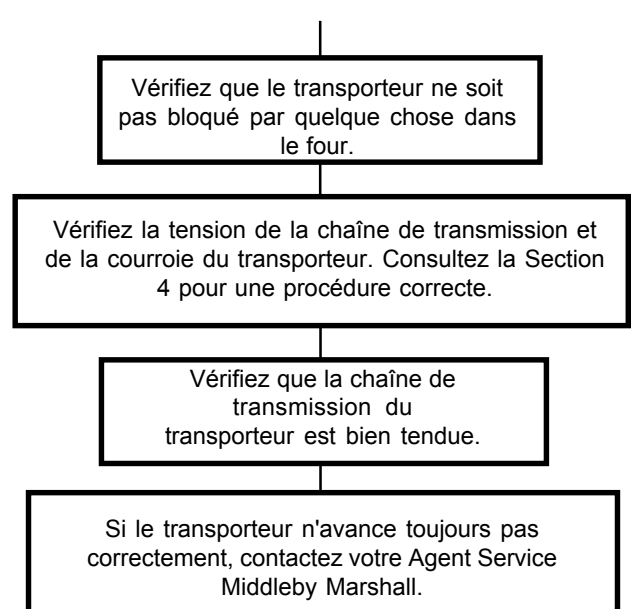 Vérifiez que le transporteur ne soit
pas bloqué par quelque chose dans
le four.
Vérifiez la tension de la chaîne de transmission et
de la courroie du transporteur. Consultez la Section
4 pour une procédure correcte.
Vérifiez que la chaîne de
transmission du
transporteur est bien tendue.
Si le transporteur n'avance toujours pas
correctement, contactez votre Agent Service
Middleby Marshall.